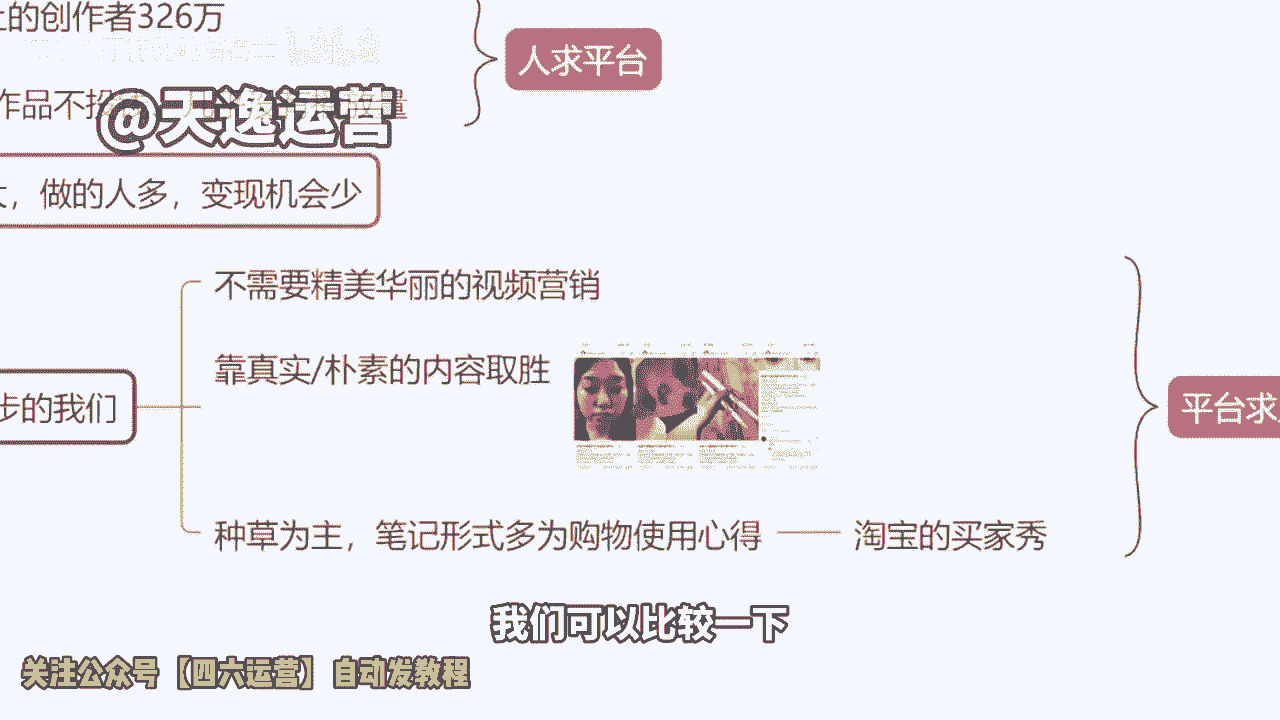 上的创作者326万
人求平台
作品不投
量
@天逸运营
大，做的人多，变现机会少
不需要精美华丽的视频营销
靠真实/朴素的内容取胜
步的我们
平台求
种草为主，笔记形式多为购物使用心得
淘宝的买家秀
我们可以比较一下
关注公众号【四六运营】自动发教程